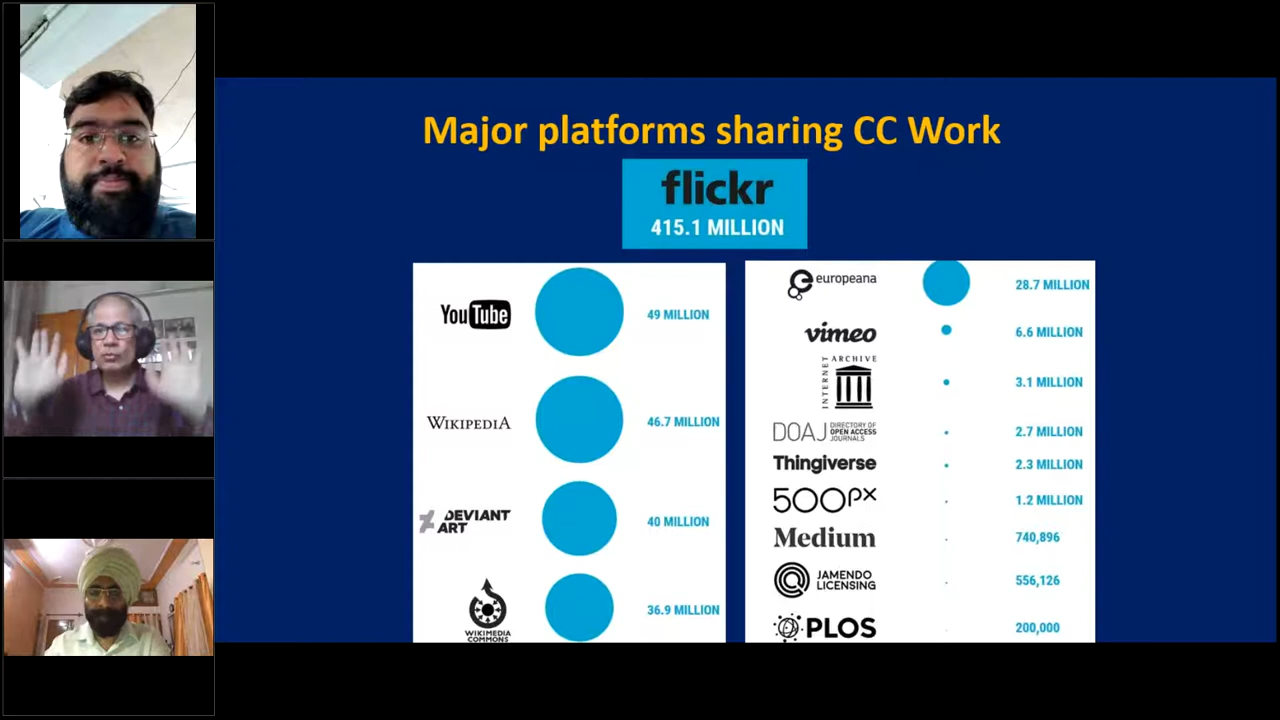 Major platforms sharing CC Work
flickr
415.1 MILLION
YouTube
49 MILLION
WIKIPEDIA
46.7 MILLION
DEVIANT
ART
40 MILLION
WIKIMEDIA
COMMONS
36.9 MILLION
europeana
28.7 MILLION
vimeo
6.6 MILLION
INTERNET ARCHIVE
3.1 MILLION
DOAJ DIRECTORY OF
OPEN ACCESS
JOURNALS
2.7 MILLION
Thingiverse
2.3 MILLION
500px
1.2 MILLION
Medium
740,896
JAMENDO
LICENSING
556,126
PLOS
200,000